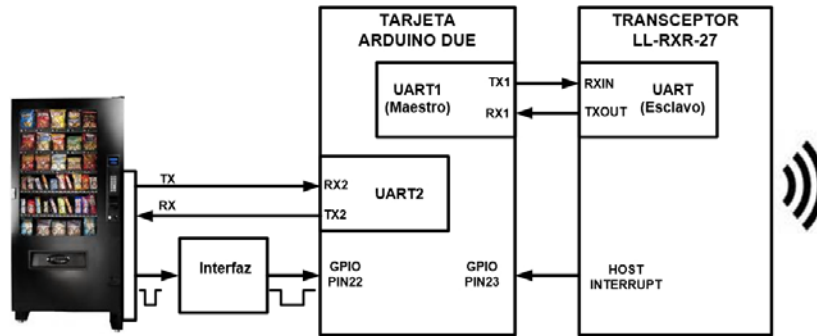 TARJETA
ARDUINO DUE
TRANSCEPTOR
LL-RXR-27
UART1
(Maestro)
TX1
RX1
RXIN
TXOUT
UART
(Esclavo)
TX
RX
RX2
TX2
UART2
Interfaz
GPIO
PIN22
GPIO
PIN23
HOST
INTERRUPT